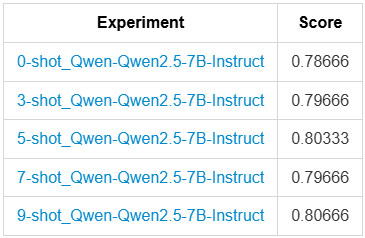 Experiment Score
0-shot_Qwen-Qwen2.5-7B-Instruct 0.78666
3-shot_Qwen-Qwen2.5-7B-Instruct 0.79666
5-shot_Qwen-Qwen2.5-7B-Instruct 0.80333
7-shot_Qwen-Qwen2.5-7B-Instruct 0.79666
9-shot_Qwen-Qwen2.5-7B-Instruct 0.80666